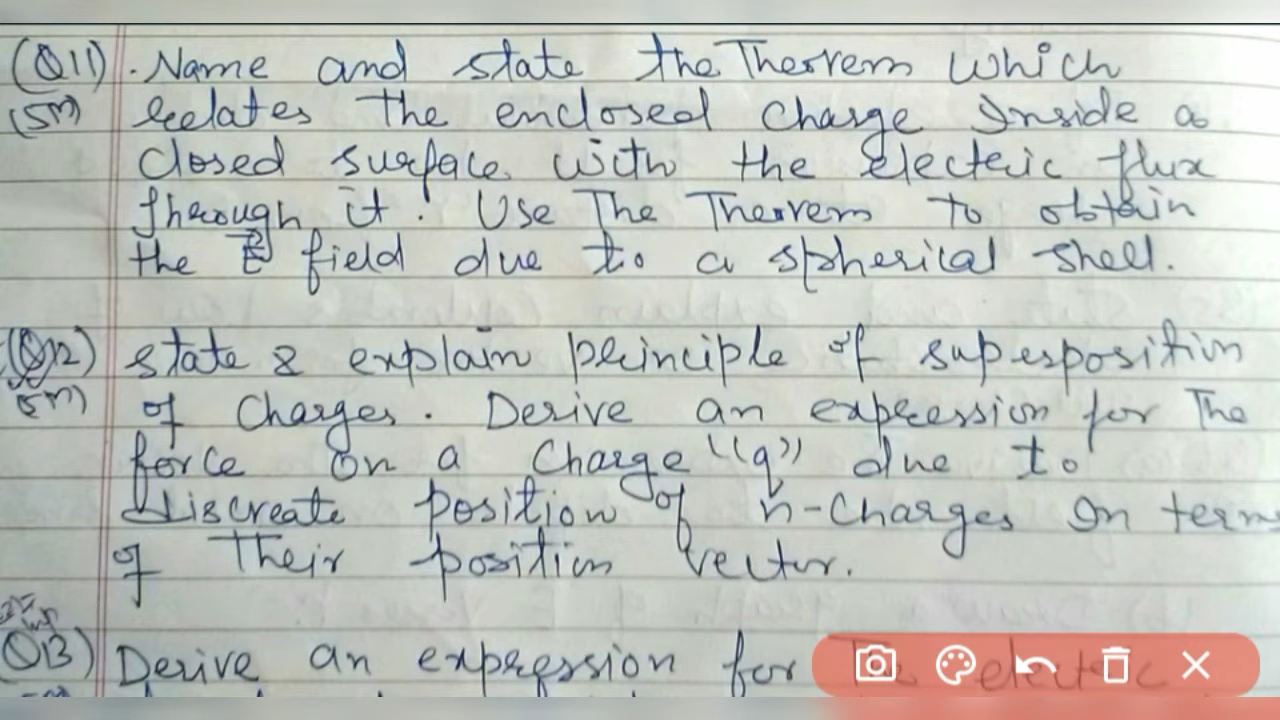 (Q11). Name and state the Theorem which
(5M) Relates the enclosed charge Inside a
closed surface with the electric flux
through it. Use The Theorem to obtain
the E field due to a spherical shell.
(Q12) state & explain principle of superposition
(5M) of Charges. Derive an expression for The
force on a charge "q" due to
discreate position of n-charges In terms
of Their position vector.
(Q13) Derive an expression for The electric